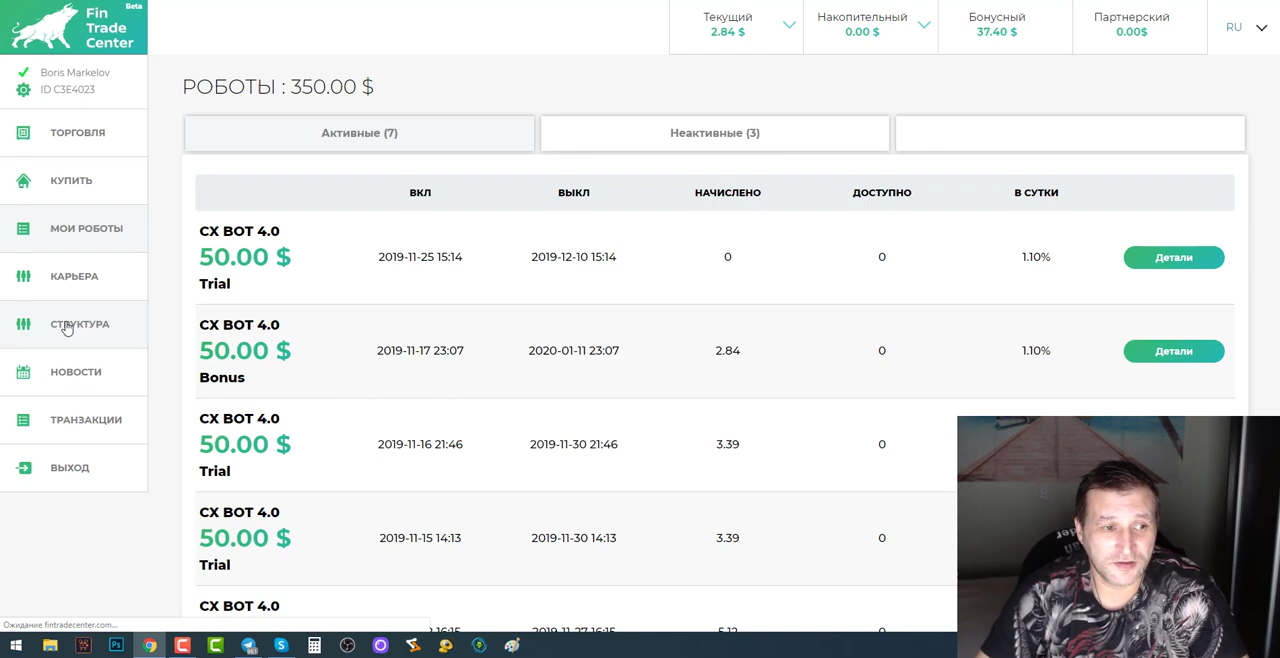 Beta
Fin
Trade
Center
Текущий
2.84 $
Накопительный
0.00 $
Бонусный
37.40 $
Партнерский
0.00$
RU
Boris Markelov
ID C3E4023
ТОРГОВЛЯ
КУПИТЬ
МОИ РОБОТЫ
КАРЬЕРА
СТРУКТУРА
НОВОСТИ
ТРАНЗАКЦИИ
ВЫХОД
РОБОТЫ : 350.00 $
Активные (7)
Неактивные (3)
ВКЛ ВЫКЛ НАЧИСЛЕНО ДОСТУПНО В СУТКИ
CX BOT 4.0
50.00 $
Trial
2019-11-25 15:14 2019-12-10 15:14 0 0 1.10% Детали
CX BOT 4.0
50.00 $
Bonus
2019-11-17 23:07 2020-01-11 23:07 2.84 0 1.10% Детали
CX BOT 4.0
50.00 $
Trial
2019-11-16 21:46 2019-11-30 21:46 3.39 0
CX BOT 4.0
50.00 $
Trial
2019-11-15 14:13 2019-11-30 14:13 3.39 0
CX BOT 4.0
Ожидание fintradecenter.com...
Ps